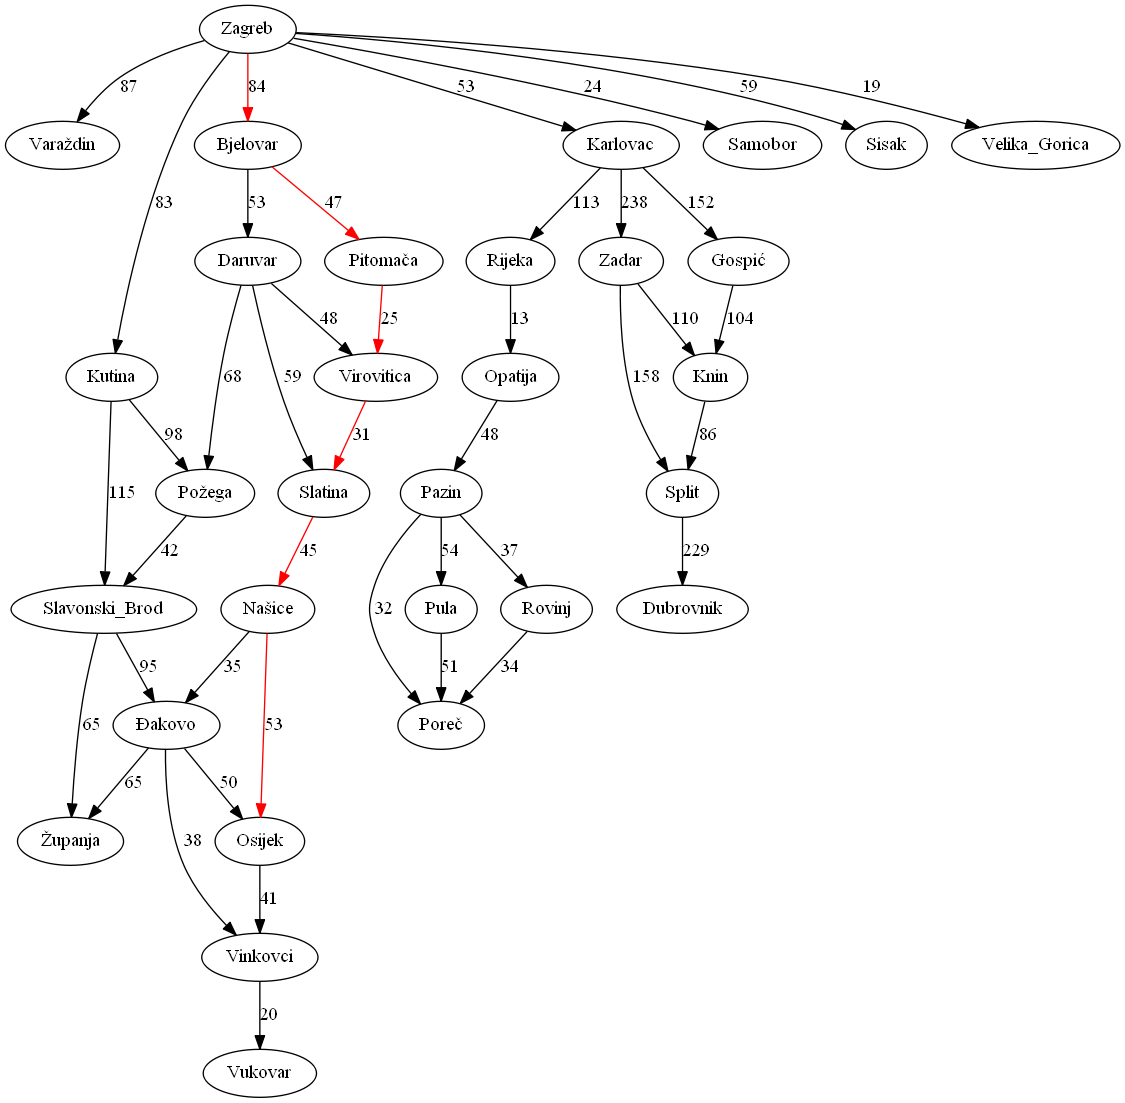 Zagreb
87
84
53
24
59
19
Varaždin
Bjelovar
Karlovac
Samobor
Sisak
Velika_Gorica
83
53
47
113
238
152
Daruvar
Pitomača
Rijeka
Zadar
Gospić
48
25
13
110
104
68
59
158
Kutina
Virovitica
Opatija
Knin
98
31
48
86
115
Požega
Slatina
Pazin
Split
42
45
54
37
229
32
Slavonski_Brod
Našice
Pula
Rovinj
Dubrovnik
95
35
51
34
65
53
Đakovo
Poreč
65
50
38
Županja
Osijek
41
Vinkovci
20
Vukovar